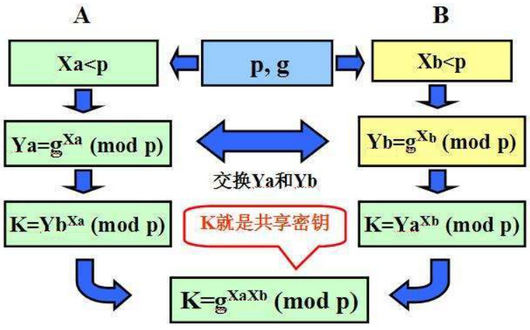 A
B
Xa<p
p, g
Xb<p
Ya=g^Xa (mod p)
Yb=g^Xb (mod p)
交换Ya和Yb
K=Yb^Xa (mod p)
K就是共享密钥
K=Ya^Xb (mod p)
K=g^XaXb (mod p)